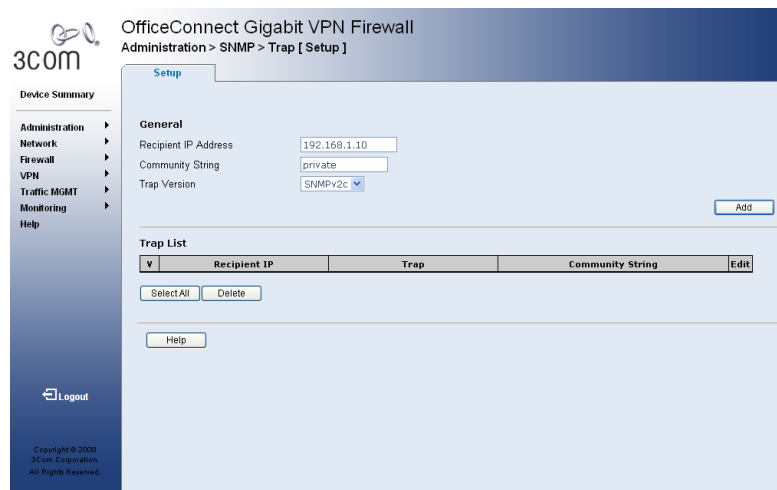 3COM
OfficeConnect Gigabit VPN Firewall
Administration > SNMP > Trap [ Setup ]
Setup
Device Summary
Administration
Network
Firewall
VPN
Traffic MGMT
Monitoring
Help
Logout
Copyright © 2008
3Com Corporation.
All Rights Reserved.
General
Recipient IP Address 192.168.1.10
Community String private
Trap Version SNMPv2c
Add
Trap List
V Recipient IP Trap Community String Edit
Select All Delete
Help